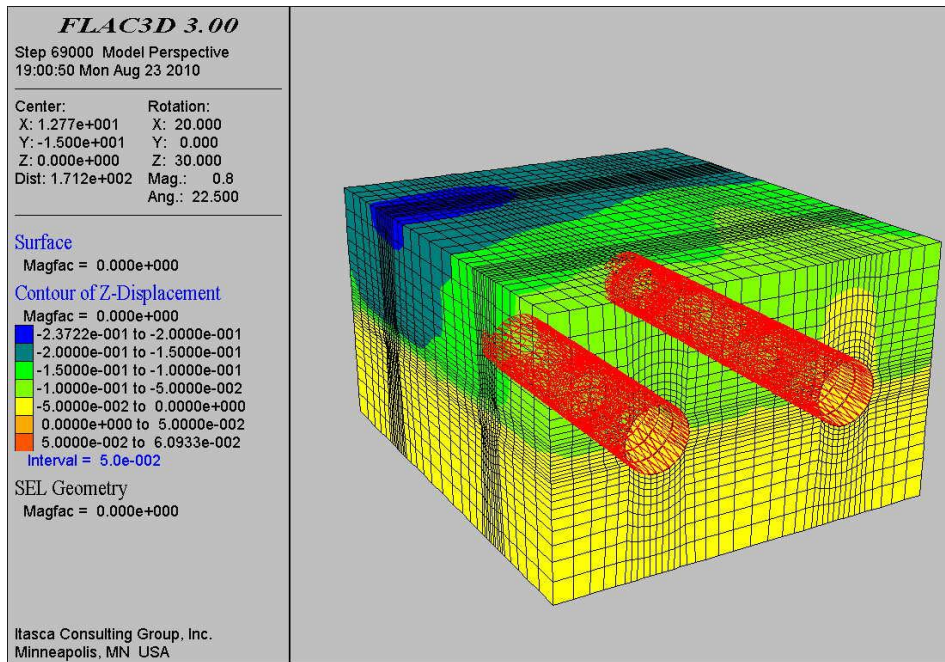 FLAC3D 3.00
Step 69000 Model Perspective
19:00:50 Mon Aug 23 2010
Center: Rotation:
X: 1.277e+001 X: 20.000
Y: -1.500e+001 Y: 0.000
Z: 0.000e+000 Z: 30.000
Dist: 1.712e+002 Mag.: 0.8
Ang.: 22.500
Surface
Magfac = 0.000e+000
Contour of Z-Displacement
Magfac = 0.000e+000
-2.3722e-001 to -2.0000e-001
-2.0000e-001 to -1.5000e-001
-1.5000e-001 to -1.0000e-001
-1.0000e-001 to -5.0000e-002
-5.0000e-002 to 0.0000e+000
0.0000e+000 to 5.0000e-002
5.0000e-002 to 6.0933e-002
Interval = 5.0e-002
SEL Geometry
Magfac = 0.000e+000
Itasca Consulting Group, Inc.
Minneapolis, MN USA